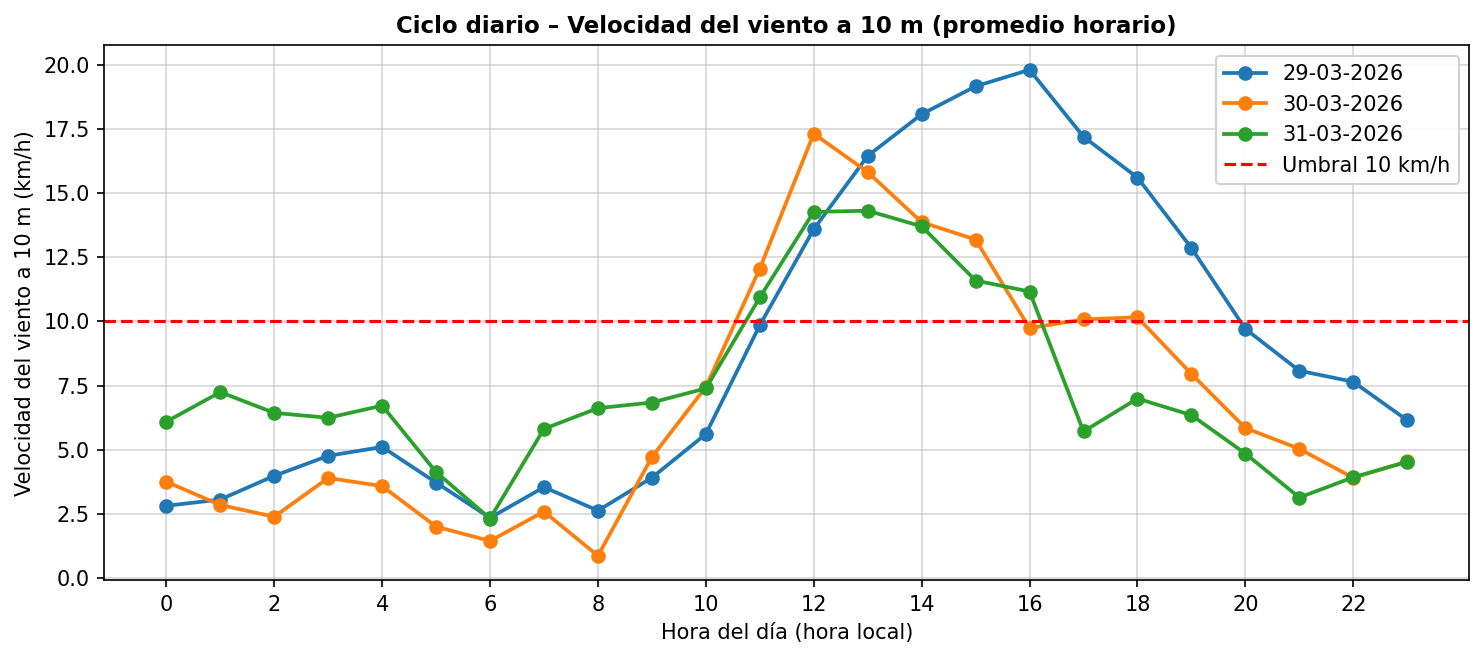 Ciclo diario – Velocidad del viento a 10 m (promedio horario)
Velocidad del viento a 10 m (km/h)
20.0
17.5
15.0
12.5
10.0
7.5
5.0
2.5
0.0
29-03-2026
30-03-2026
31-03-2026
Umbral 10 km/h
0 2 4 6 8 10 12 14 16 18 20 22
Hora del día (hora local)